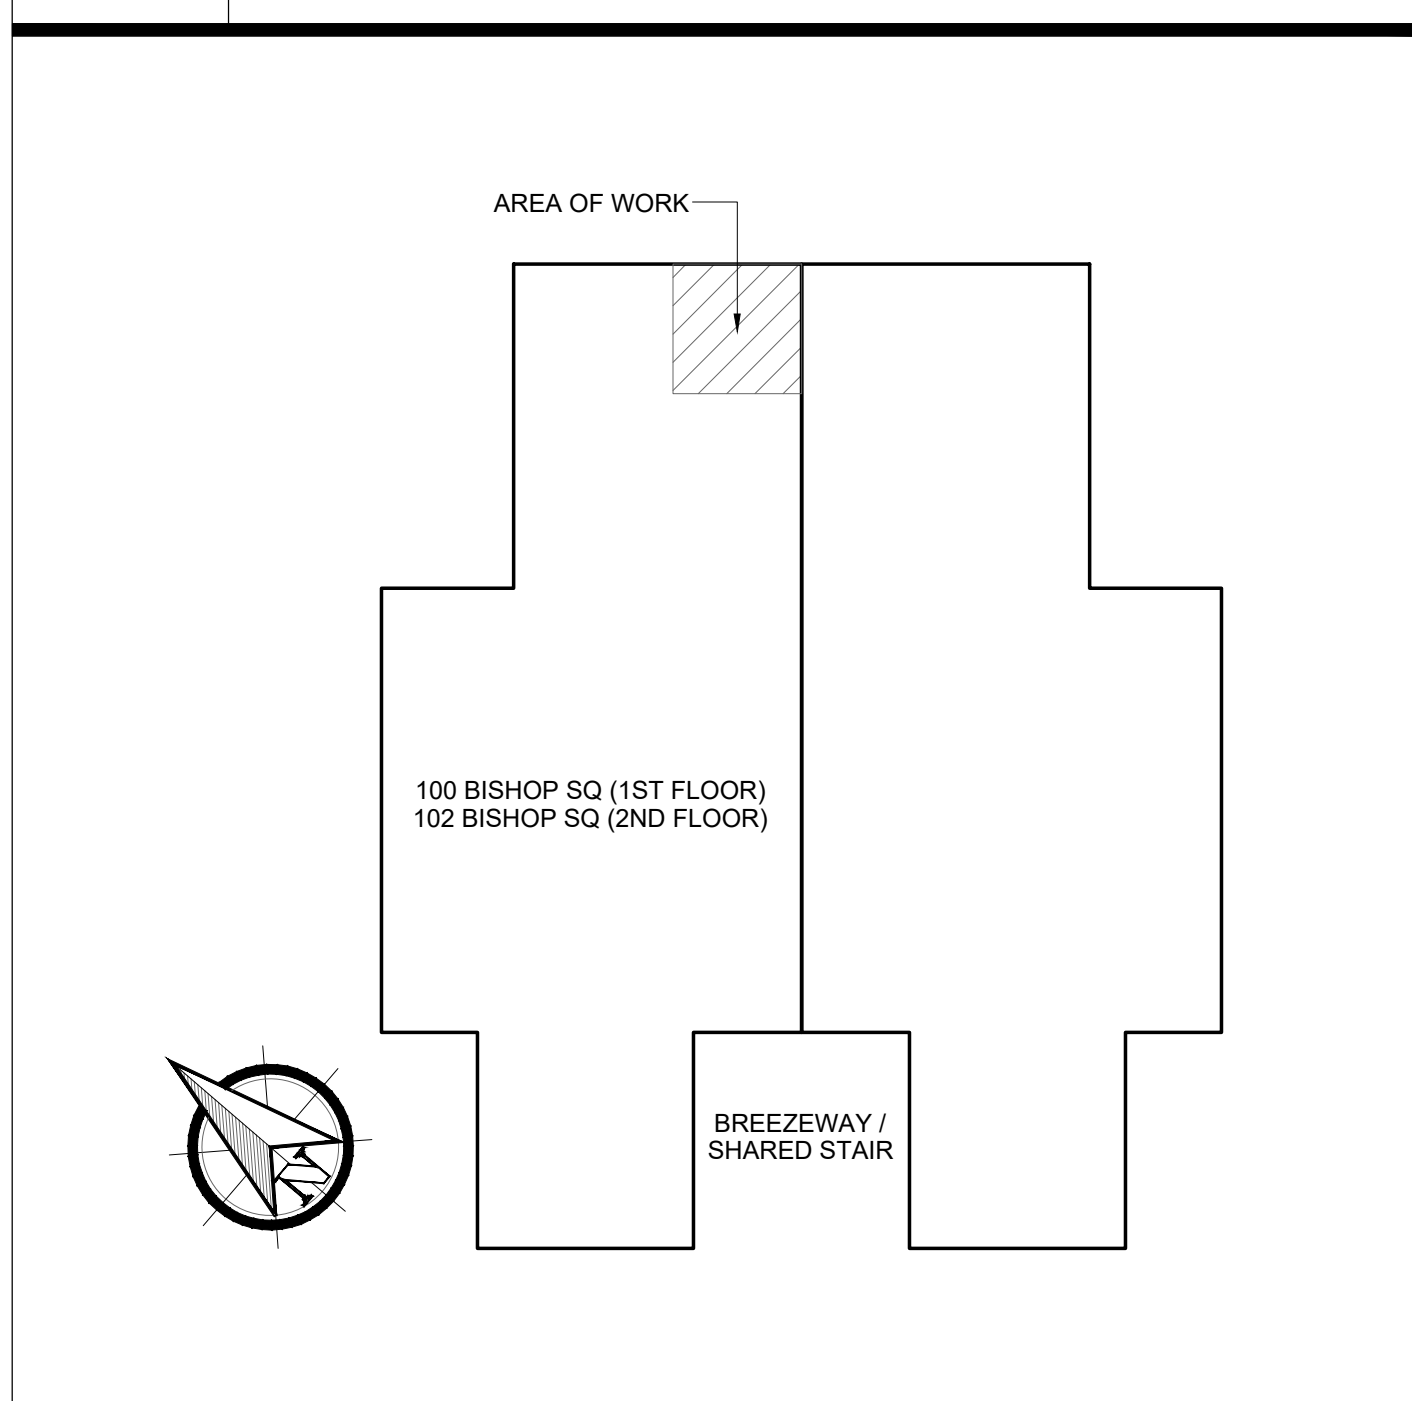 AREA OF WORK
100 BISHOP SQ (1ST FLOOR)
102 BISHOP SQ (2ND FLOOR)
BREEZEWAY /
SHARED STAIR
N